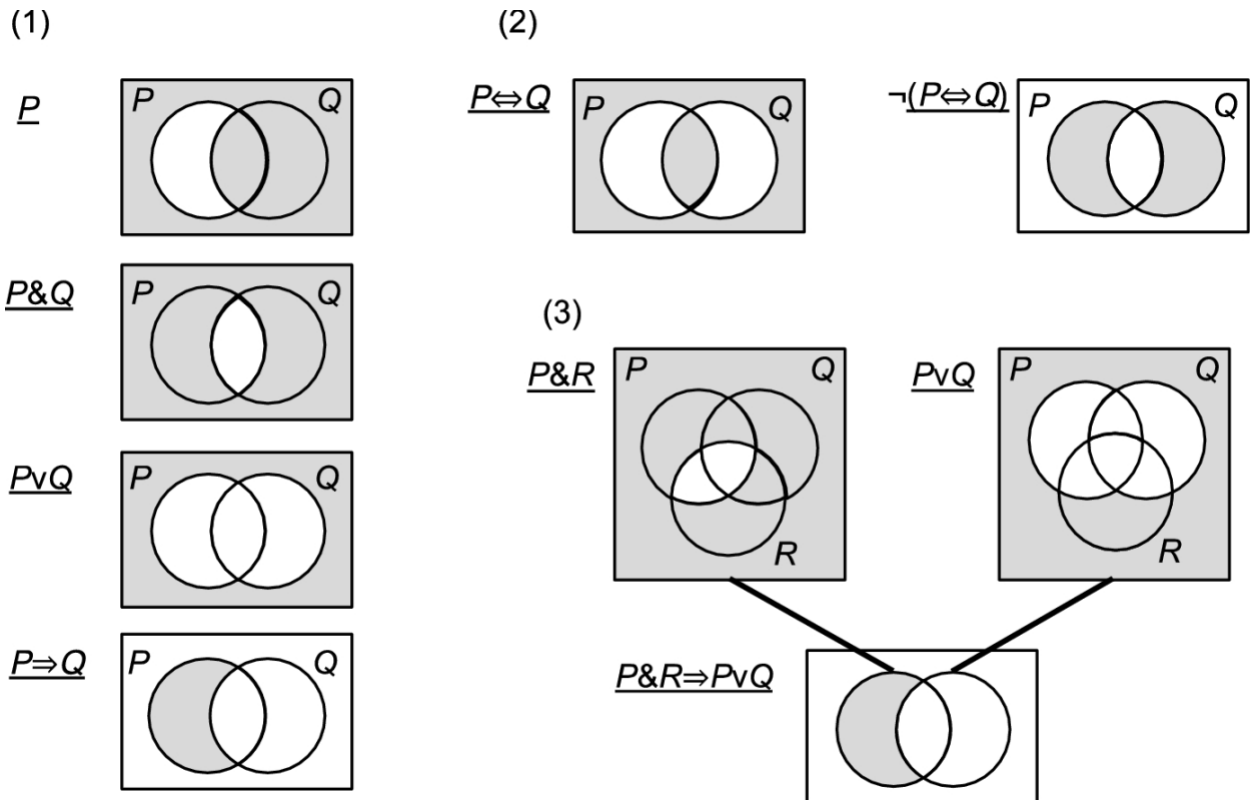 (1)
(2)
P
P Q
P⇔Q
P Q
¬(P⇔Q)
P Q
P&Q
P Q
(3)
P&R
P Q
R
PvQ
P Q
R
PvQ
P Q
P⇒Q
P Q
P&R⇒PvQ